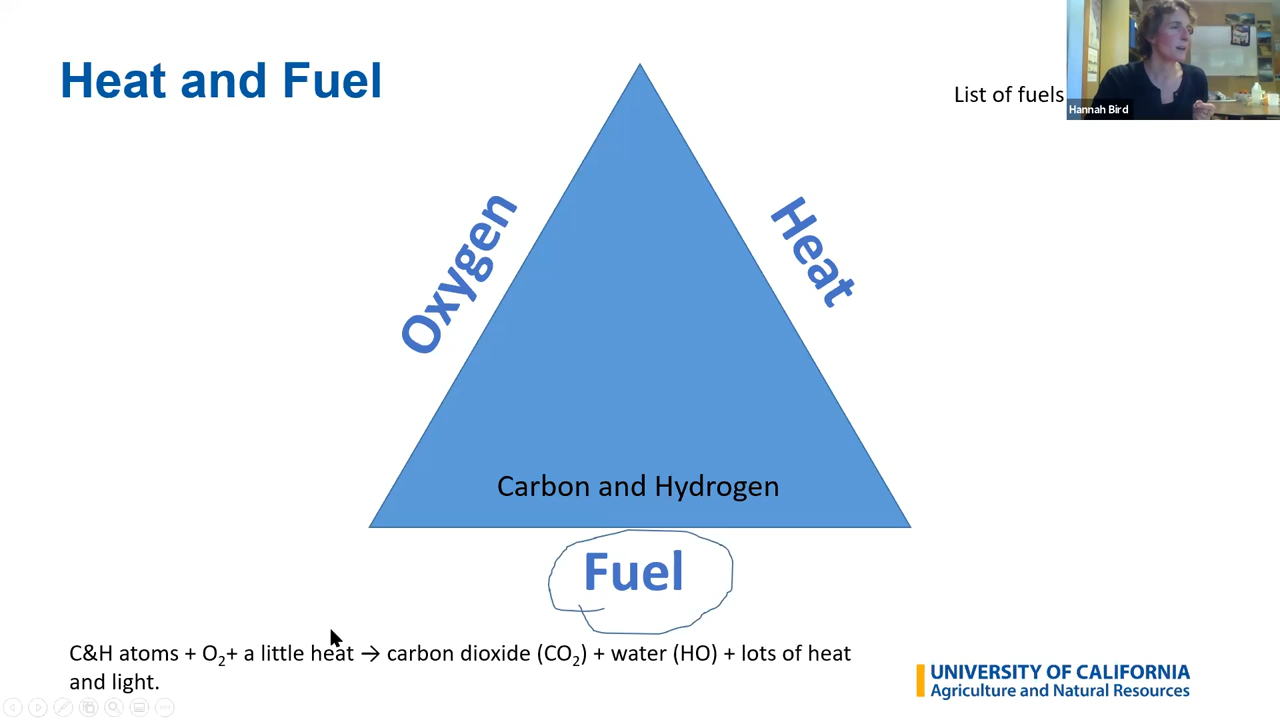 Heat and Fuel
List of fuels
Hannah Bird
Oxygen
Heat
Carbon and Hydrogen
Fuel
C&H atoms + O2+ a little heat → carbon dioxide (CO2) + water (HO) + lots of heat
and light.
UNIVERSITY OF CALIFORNIA
Agriculture and Natural Resources